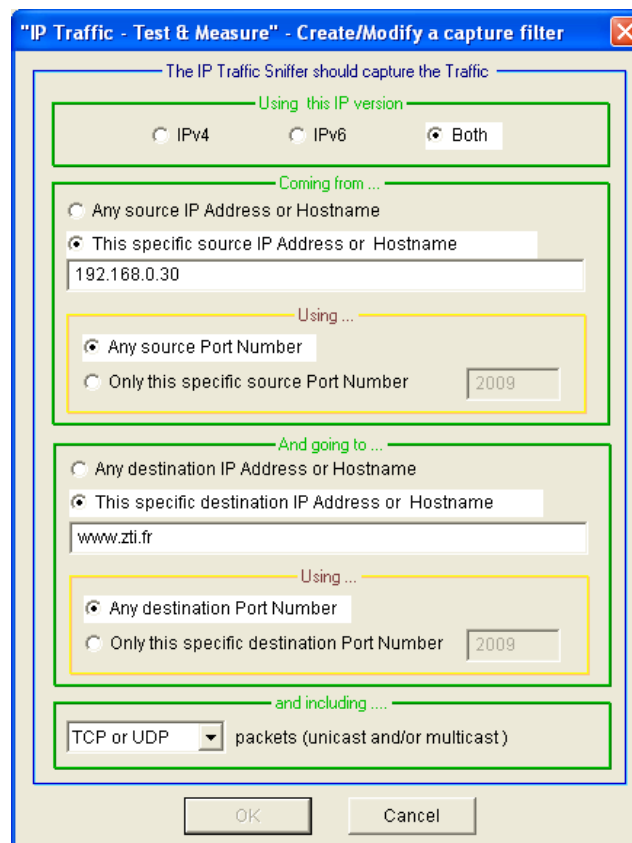 "IP Traffic - Test & Measure" - Create/Modify a capture filter
The IP Traffic Sniffer should capture the Traffic
Using this IP version
IPv4 IPv6 Both
Coming from ...
Any source IP Address or Hostname
This specific source IP Address or Hostname
192.168.0.30
Using ...
Any source Port Number
Only this specific source Port Number 2009
And going to ...
Any destination IP Address or Hostname
This specific destination IP Address or Hostname
www.zti.fr
Using ...
Any destination Port Number
Only this specific destination Port Number 2009
and including ....
TCP or UDP packets (unicast and/or multicast)
OK Cancel